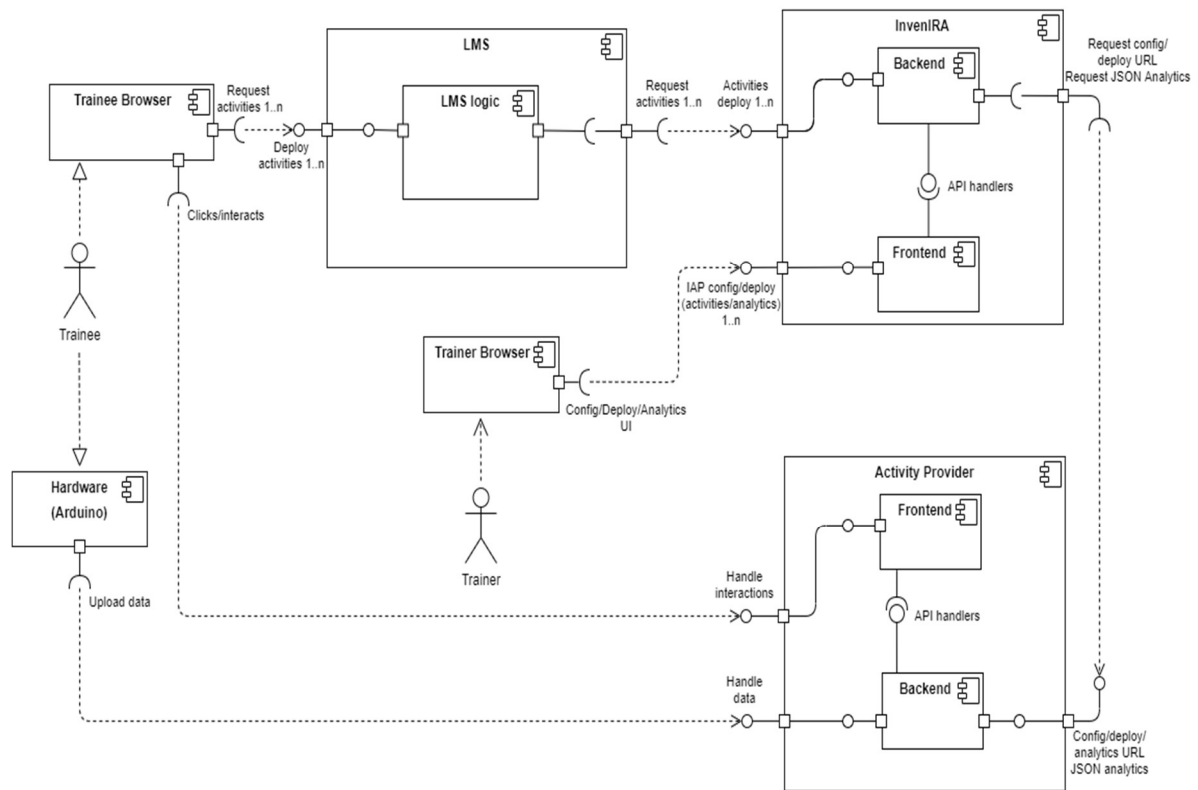 LMS
InvenIRA
Request config/
deploy URL
Request JSON Analytics
Trainee Browser
Request
activities 1..n
LMS logic
Request
activities 1..n
Activities
deploy 1..n
Backend
Deploy
activities 1..n
API handlers
Clicks/interacts
Frontend
Trainee
IAP config/deploy
(activities/analytics)
1..n
Trainer Browser
Config/Deploy/Analytics
UI
Hardware
(Arduino)
Activity Provider
Frontend
Trainer
Handle
interactions
Upload data
API handlers
Handle
data
Backend
Config/deploy/
analytics URL
JSON analytics